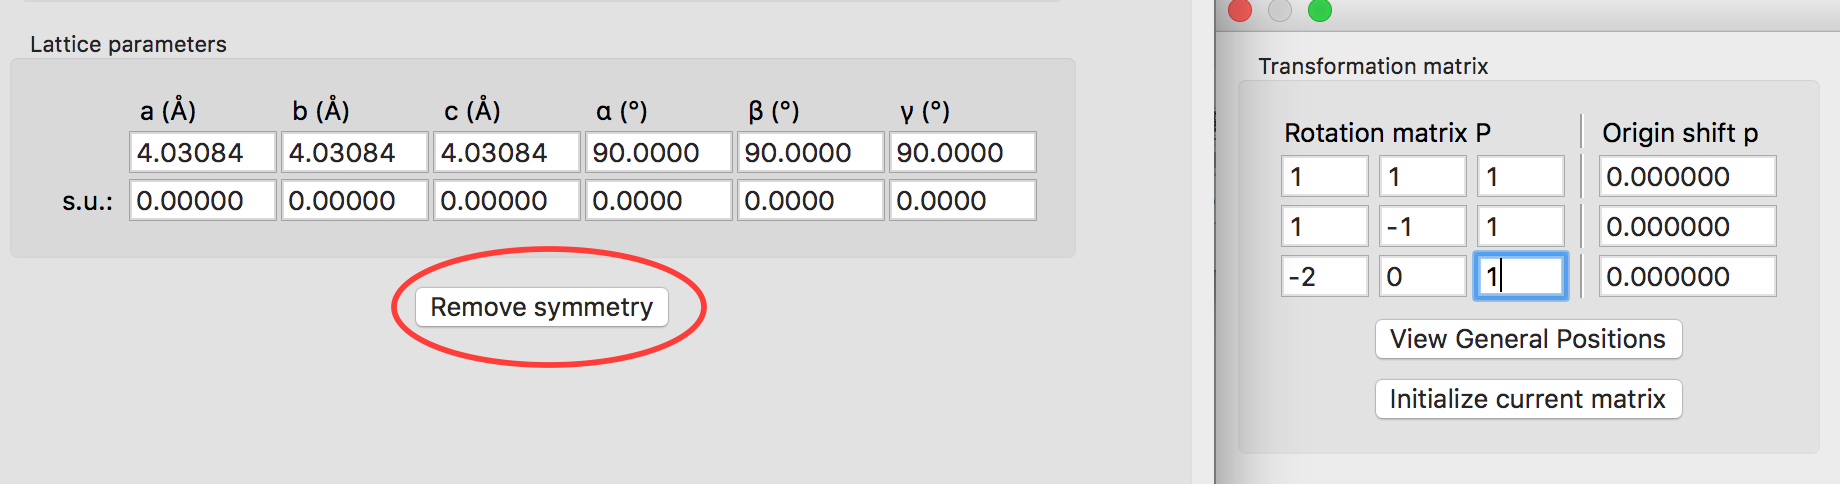 Lattice parameters
a (Å) b (Å) c (Å) α (°) β (°) γ (°)
4.03084 4.03084 4.03084 90.0000 90.0000 90.0000
s.u.: 0.00000 0.00000 0.00000 0.0000 0.0000 0.0000
Remove symmetry
Transformation matrix
Rotation matrix P Origin shift p
1 1 1 0.000000
1 -1 1 0.000000
-2 0 1 0.000000
View General Positions
Initialize current matrix